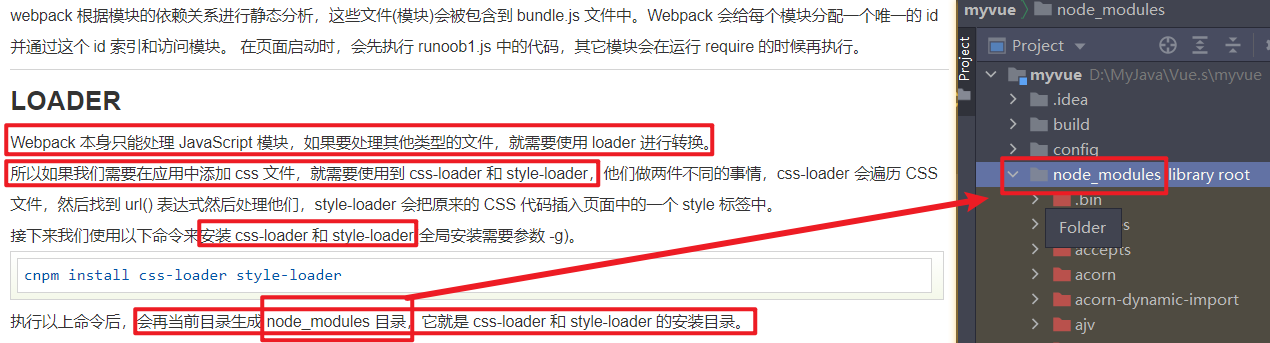 webpack 根据模块的依赖关系进行静态分析，这些文件(模块)会被包含到 bundle.js 文件中。Webpack 会给每个模块分配一个唯一的 id
并通过这个 id 索引和访问模块。 在页面启动时，会先执行 runoob1.js 中的代码，其它模块会在运行 require 的时候再执行。
LOADER
Webpack 本身只能处理 JavaScript 模块，如果要处理其他类型的文件，就需要使用 loader 进行转换。
所以如果我们需要在应用中添加 css 文件，就需要使用到 css-loader 和 style-loader，他们做两件不同的事情，css-loader 会遍历 CSS
文件，然后找到 url() 表达式然后处理他们，style-loader 会把原来的 CSS 代码插入页面中的一个 style 标签中。
接下来我们使用以下命令来安装 css-loader 和 style-loader 全局安装需要参数 -g)。
cnpm install css-loader style-loader
执行以上命令后，会再当前目录生成 node_modules 目录，它就是 css-loader 和 style-loader 的安装目录。
myvue
node_modules
Project
Project
myvue D:\MyJava\Vue.s\myvue
.idea
build
config
node_modules library root
.bin
Folder
accepts
acorn
acorn-dynamic-import
ajv